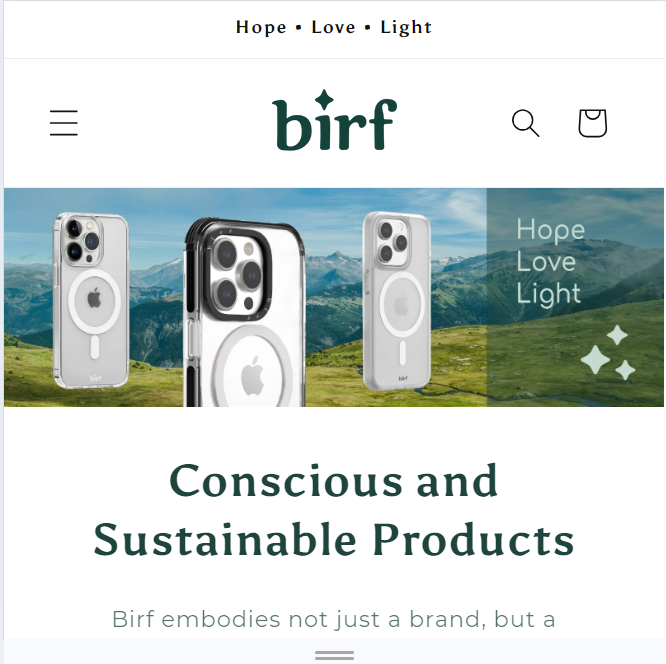 Hope • Love • Light
birf
Hope
Love
Light
birf
birf
Conscious and
Sustainable Products
Birf embodies not just a brand, but a